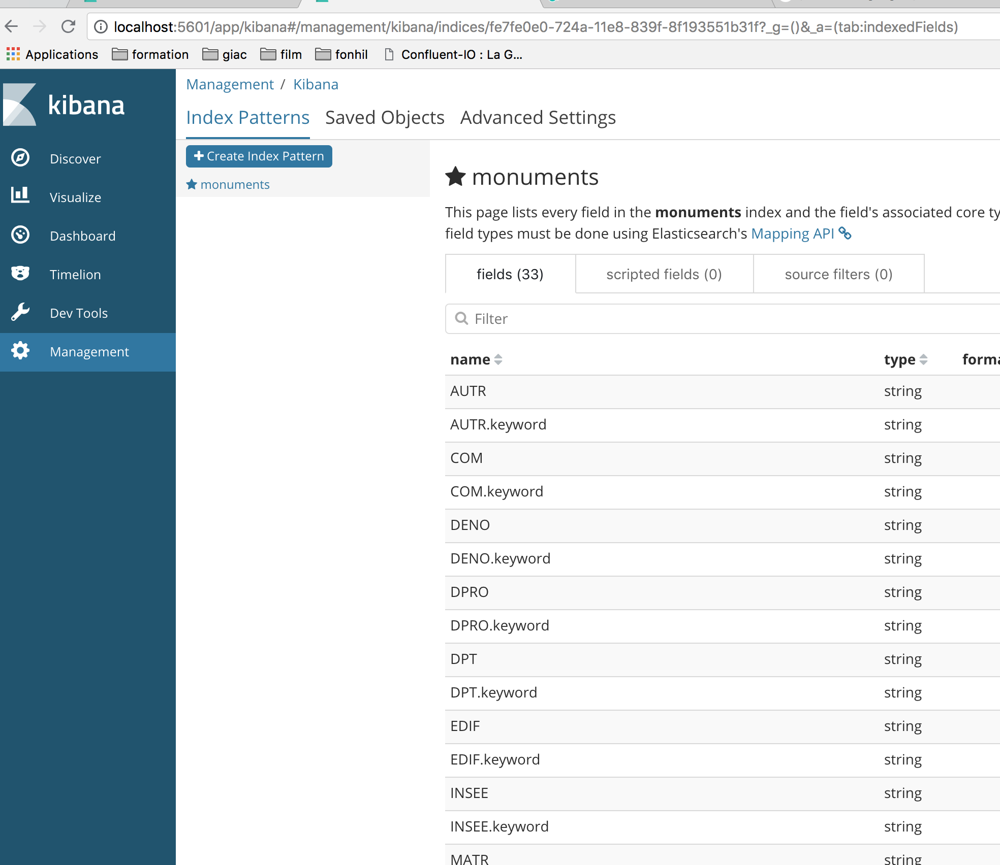 localhost:5601/app/kibana#/management/kibana/indices/fe7fe0e0-724a-11e8-839f-8f193551b31f?_g=()&_a=(tab:indexedFields)
Applications formation giac film fonhil Confluent-IO : La G...
kibana
Discover
Visualize
Dashboard
Timelion
Dev Tools
Management
Management / Kibana
Index Patterns Saved Objects Advanced Settings
Create Index Pattern
monuments
monuments
This page lists every field in the monuments index and the field's associated core ty
field types must be done using Elasticsearch's Mapping API
fields (33) scripted fields (0) source filters (0)
Filter
name type forma
AUTR string
AUTR.keyword string
COM string
COM.keyword string
DENO string
DENO.keyword string
DPRO string
DPRO.keyword string
DPT string
DPT.keyword string
EDIF string
EDIF.keyword string
INSEE string
INSEE.keyword string
MATR string